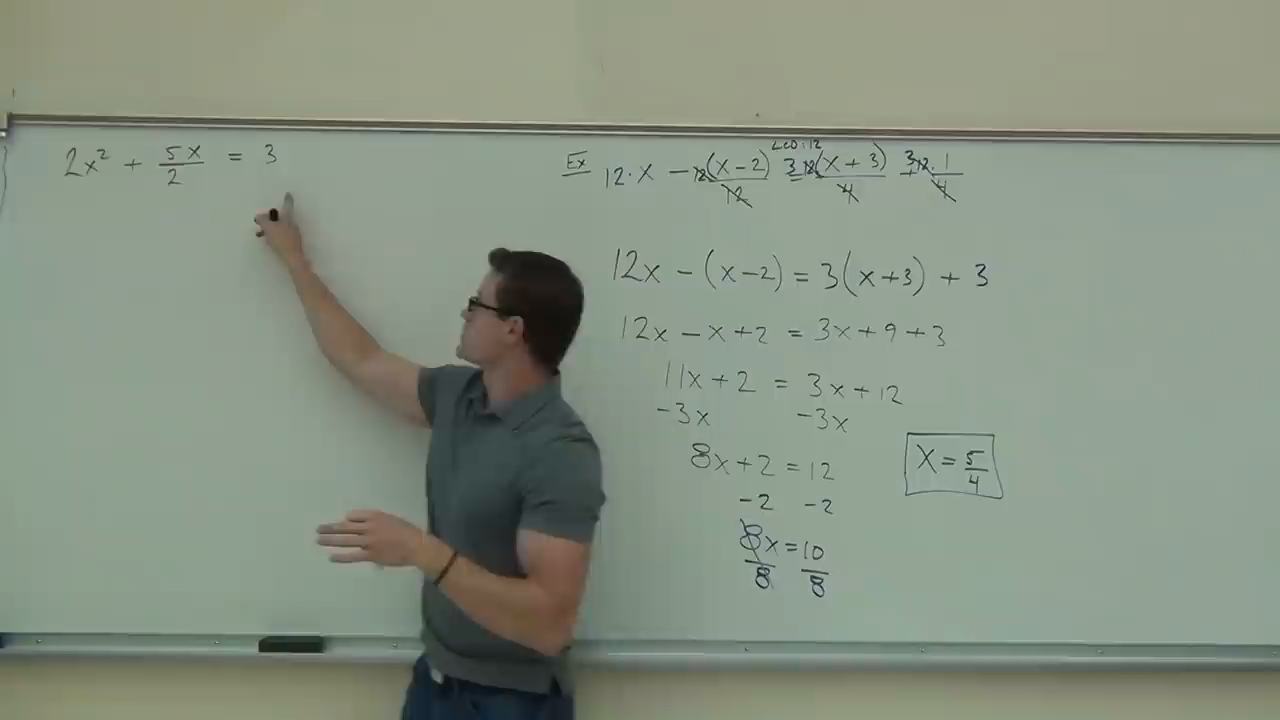 2x² + 5x/2 = 3
LCD: 12
Ex 12·x − 12(x−2)/12 3 12(x+3)/4 + 3 12·1/4
12x − (x−2) = 3(x+3) + 3
12x − x + 2 = 3x + 9 + 3
11x + 2 = 3x + 12
−3x −3x
8x + 2 = 12
−2 −2
8x/8 = 10/8
x = 5/4